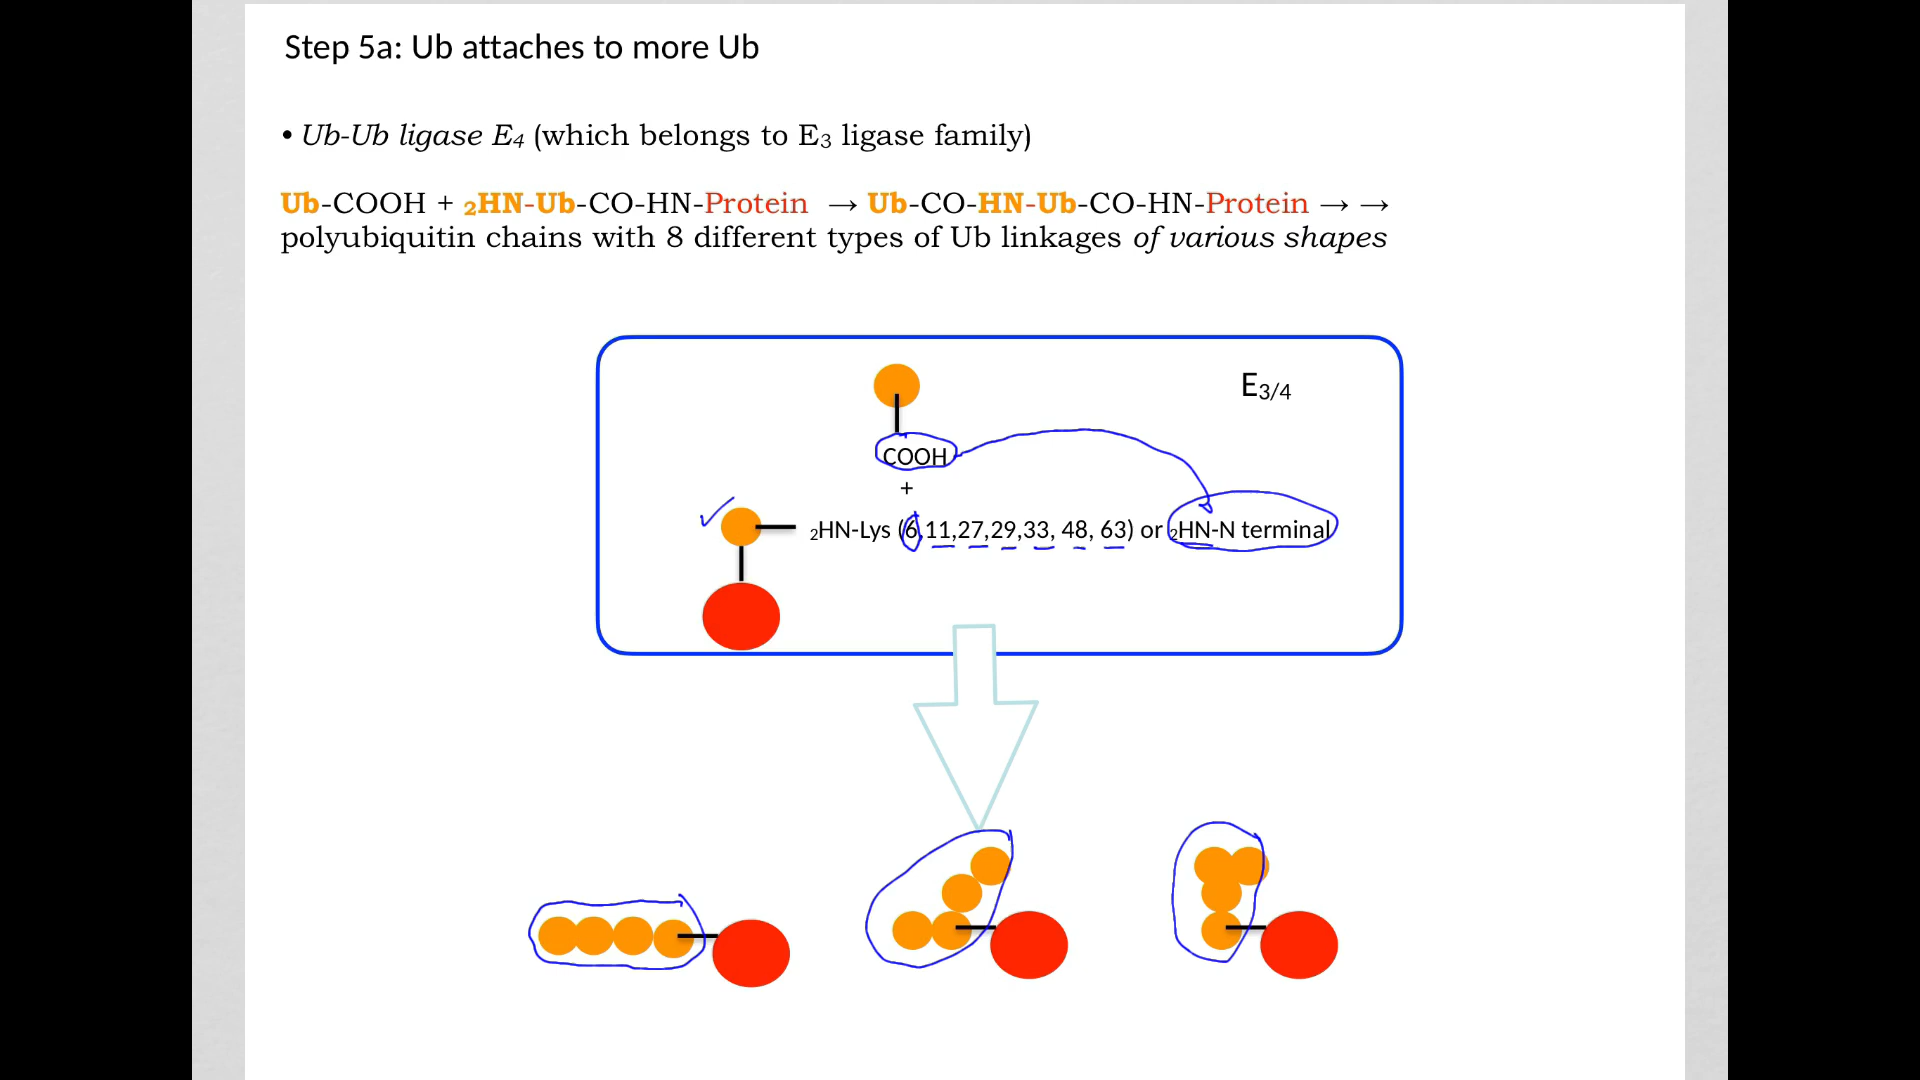 Step 5a: Ub attaches to more Ub
• Ub-Ub ligase E₄ (which belongs to E₃ ligase family)
Ub-COOH + ₂HN-Ub-CO-HN-Protein → Ub-CO-HN-Ub-CO-HN-Protein → →
polyubiquitin chains with 8 different types of Ub linkages of various shapes
E₃/₄
COOH
+
₂HN-Lys (6,11,27,29,33, 48, 63) or ₂HN-N terminal